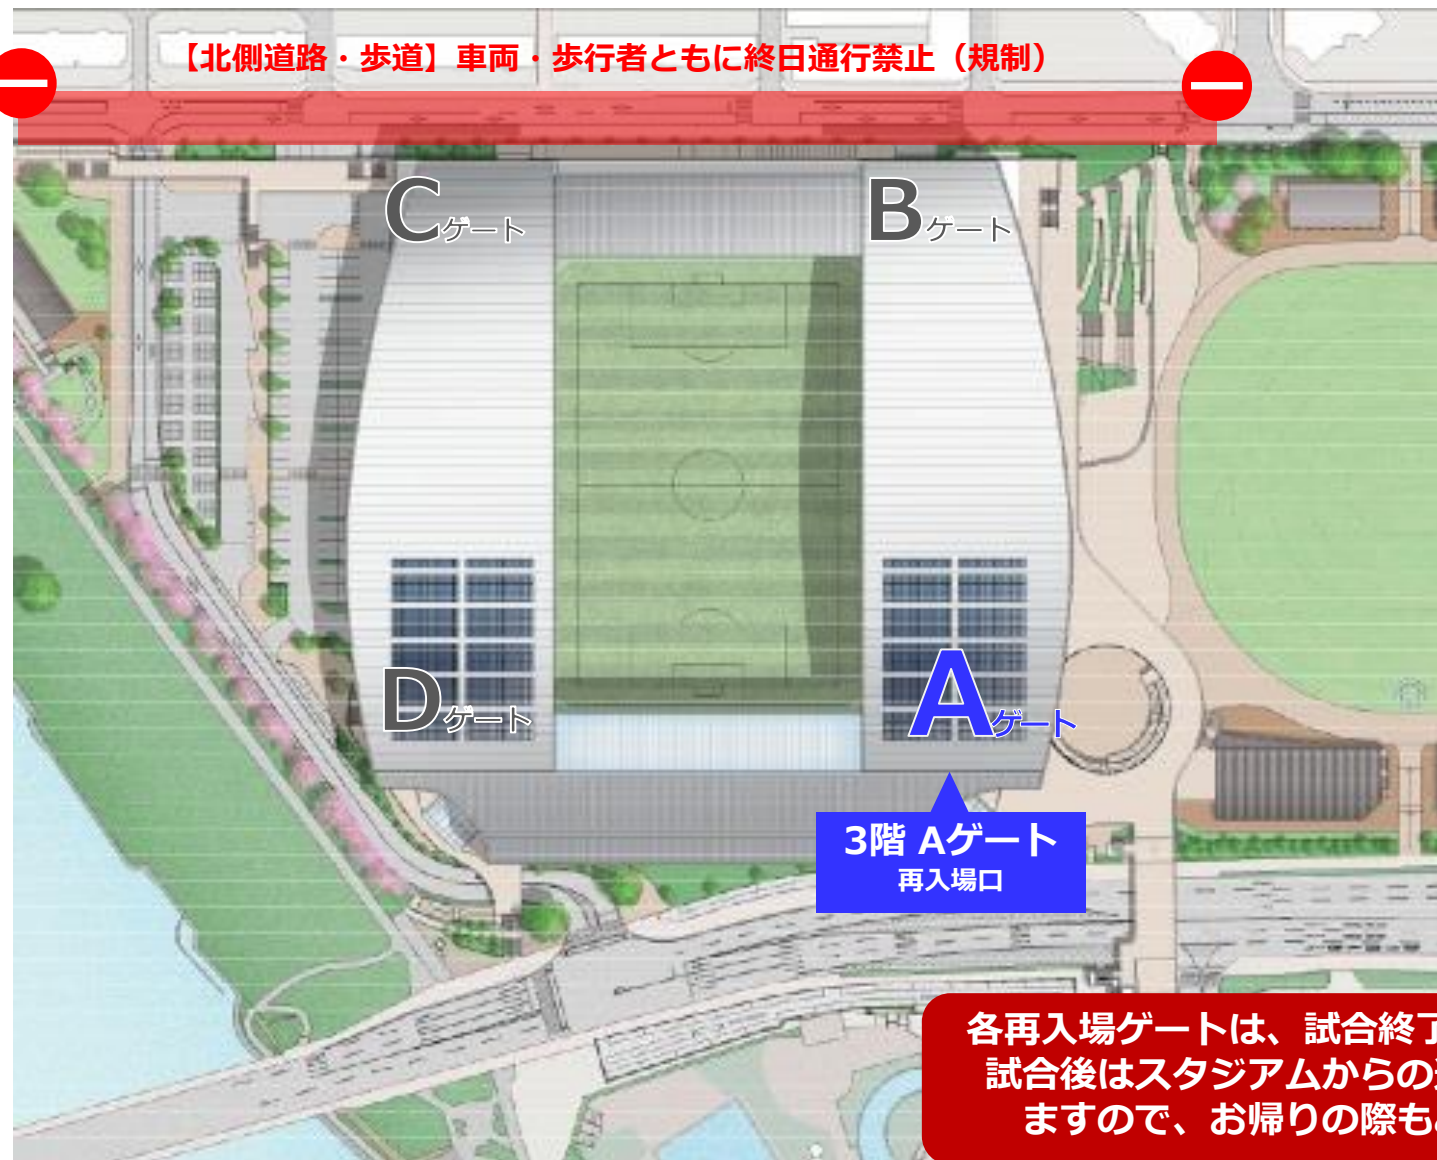 【北側道路・歩道】車両・歩行者ともに終日通行禁止（規制）
Cゲート
Bゲート
Dゲート
Aゲート
3階 Aゲート
再入場口
各再入場ゲートは、試合終了
試合後はスタジアムからの
ますので、お帰りの際も